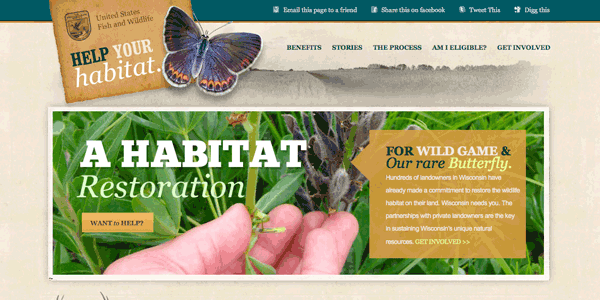 Email this page to a friend
Share this on facebook
Tweet This
Digg this
United States
Fish and Wildlife
HELP YOUR
habitat.
BENEFITS STORIES THE PROCESS AM I ELIGIBLE? GET INVOLVED
A HABITAT
Restoration
WANT to HELP?
FOR WILD GAME &
Our rare Butterfly.
Hundreds of landowners in Wisconsin have
already made a commitment to restore the wildlife
habitat on their land. Wisconsin needs you. The
partnerships with private landowners are the key
in sustaining Wisconsin's unique natural
resources. GET INVOLVED >>